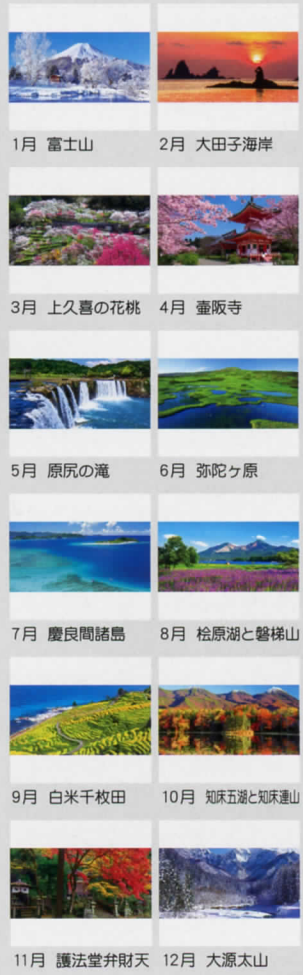 1月 富士山
2月 大田子海岸
3月 上久喜の花桃
4月 壷阪寺
5月 原尻の滝
6月 弥陀ヶ原
7月 慶良間諸島
8月 桧原湖と磐梯山
9月 白米千枚田
10月 知床五湖と知床連山
11月 護法堂弁財天
12月 大源太山